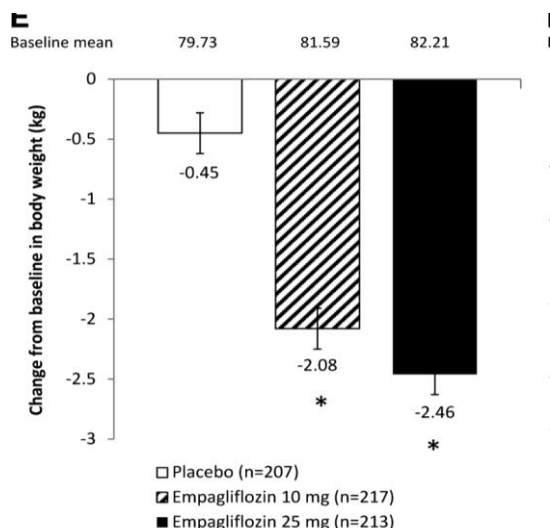 E
Baseline mean 79.73 81.59 82.21
Change from baseline in body weight (kg)
0
-0.5
-1
-1.5
-2
-2.5
-3
-0.45
-2.08
*
-2.46
*
Placebo (n=207)
Empagliflozin 10 mg (n=217)
Empagliflozin 25 mg (n=213)